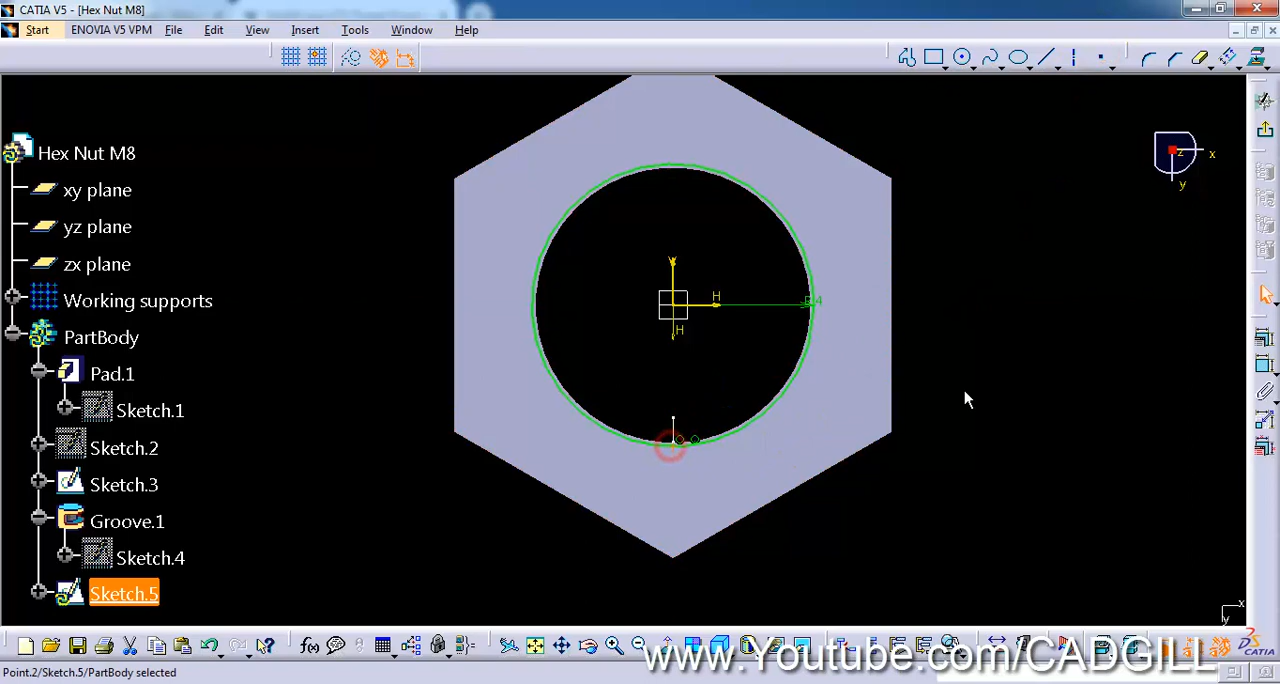 CATIA V5 - [Hex Nut M8]
Start ENOVIA V5 VPM File Edit View Insert Tools Window Help
Hex Nut M8
xy plane
yz plane
zx plane
Working supports
PartBody
Pad.1
Sketch.1
Sketch.2
Sketch.3
Groove.1
Sketch.4
Sketch.5
V
H
H
4
z
x
y
x
y
f(x)
CATIA
www.Youtube.com/CADGILL
Point.2/Sketch.5/PartBody selected